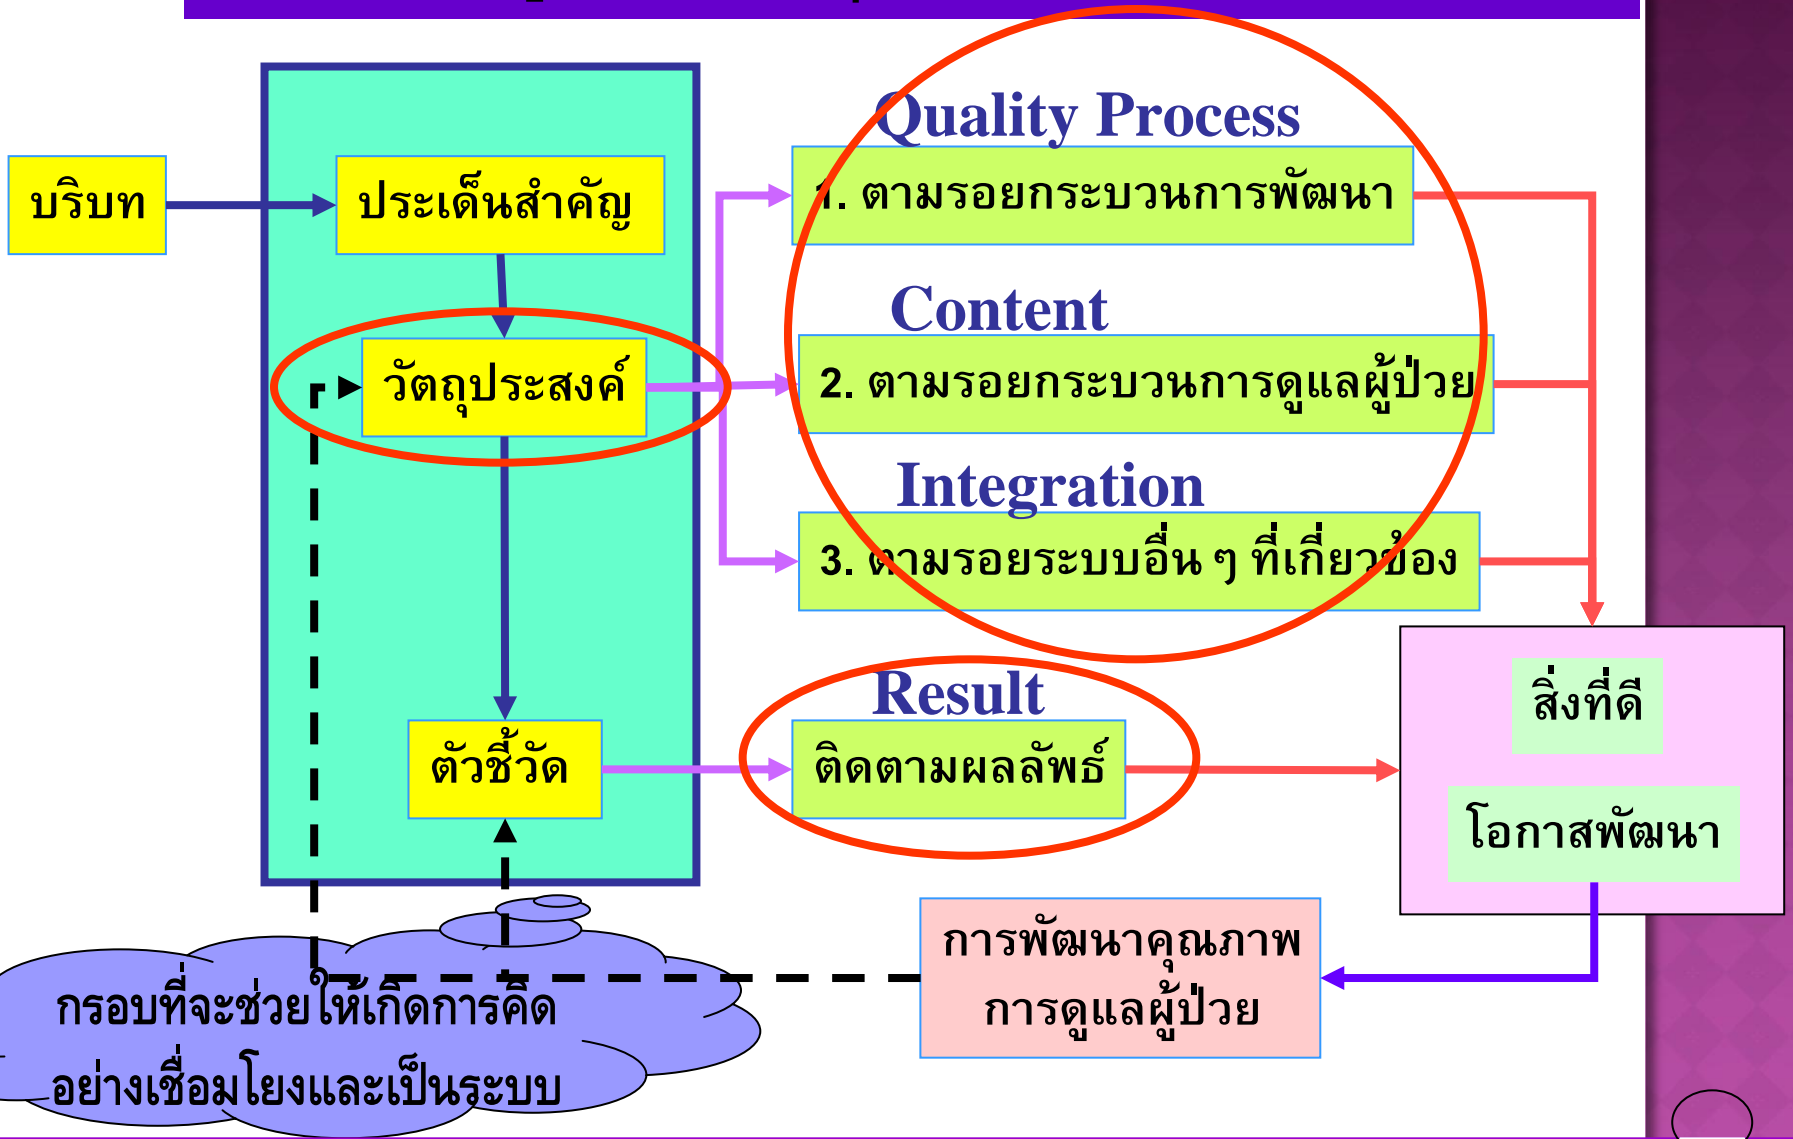 Quality Process
บริบท
ประเด็นสำคัญ
1. ตามรอยกระบวนการพัฒนา
Content
วัตถุประสงค์
2. ตามรอยกระบวนการดูแลผู้ป่วย
Integration
3. ตามรอยระบบอื่น ๆ ที่เกี่ยวข้อง
Result
ตัวชี้วัด
ติดตามผลลัพธ์
สิ่งที่ดี
โอกาสพัฒนา
การพัฒนาคุณภาพ
การดูแลผู้ป่วย
กรอบที่จะช่วยให้เกิดการคิด
อย่างเชื่อมโยงและเป็นระบบ